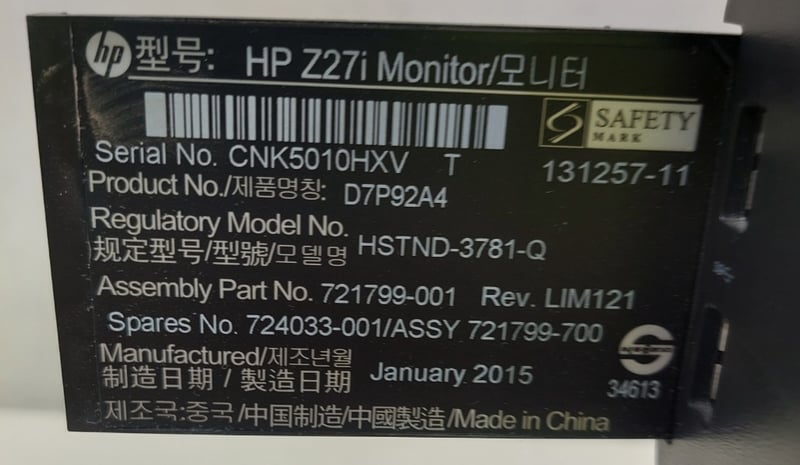 hp 型号: HP Z27i Monitor/모니터
SAFETY
MARK
Serial No. CNK5010HXV T 131257-11
Product No./제품명칭: D7P92A4
Regulatory Model No.
规定型号/型號/모델명 HSTND-3781-Q
Assembly Part No. 721799-001 Rev. LIM121
Spares No. 724033-001/ASSY 721799-700
Manufactured/제조년월
制造日期 / 製造日期 January 2015
34613
제조국:중국/中国制造/中國製造/Made in China